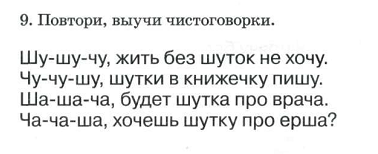 9. Повтори, выучи чистоговорки.
Шу-шу-чу, жить без шуток не хочу.
Чу-чу-шу, шутки в книжечку пишу.
Ша-ша-ча, будет шутка про врача.
Ча-ча-ша, хочешь шутку про ерша?